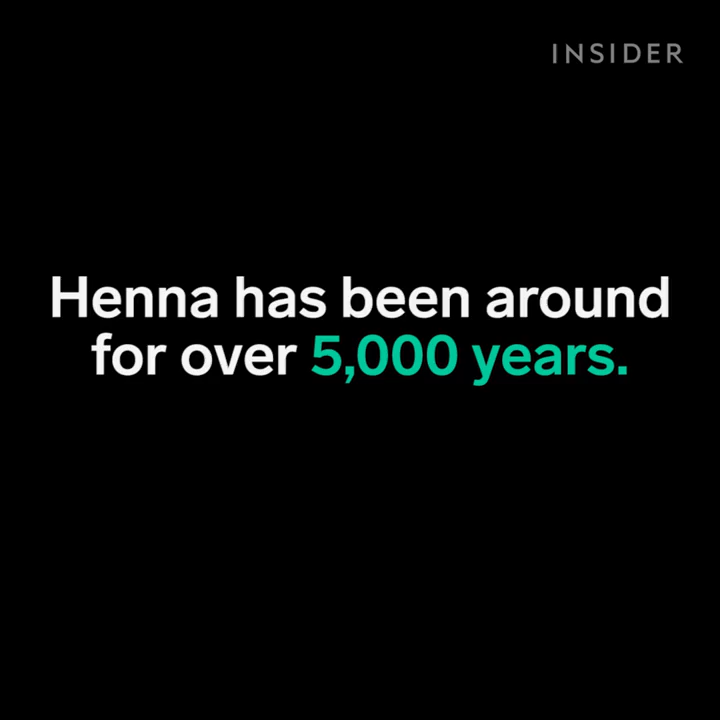 INSIDER
Henna has been around
for over 5,000 years.